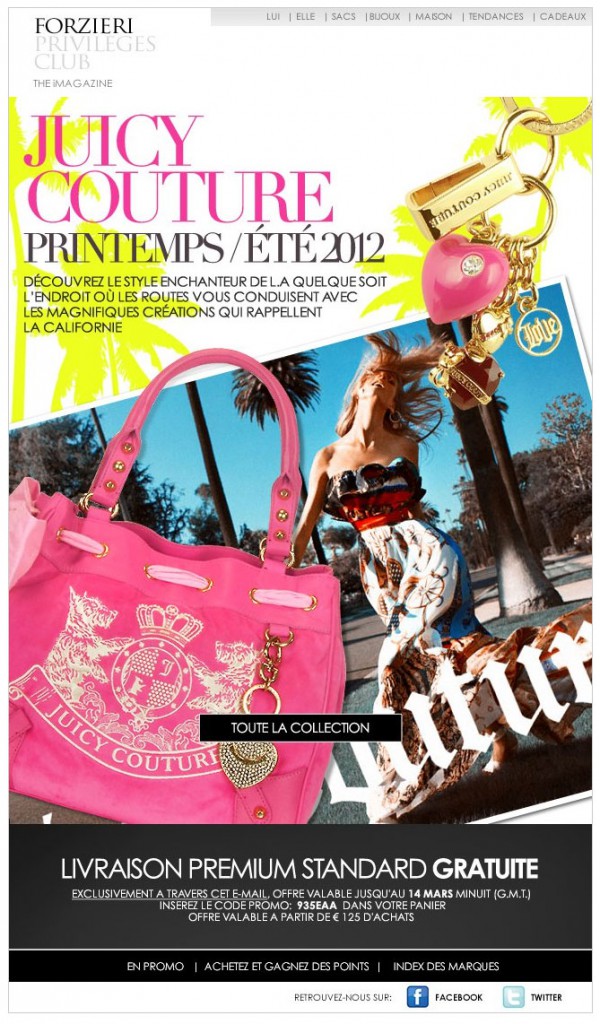 LUI | ELLE | SACS | BIJOUX | MAISON | TENDANCES | CADEAUX
FORZIERI
PRIVILEGES
CLUB
THE iMAGAZINE
JUICY
COUTURE
PRINTEMPS / ÉTÉ 2012
DÉCOUVREZ LE STYLE ENCHANTEUR DE L.A QUELQUE SOIT
L'ENDROIT OÙ LES ROUTES VOUS CONDUISENT AVEC
LES MAGNIFIQUES CRÉATIONS QUI RAPPELLENT
LA CALIFORNIE
JUICY COUTURE
Love
JUICY COUTURE
TOUTE LA COLLECTION
LIVRAISON PREMIUM STANDARD GRATUITE
EXCLUSIVEMENT A TRAVERS CET E-MAIL, OFFRE VALABLE JUSQU'AU 14 MARS MINUIT (G.M.T.)
INSEREZ LE CODE PROMO: 935EAA DANS VOTRE PANIER
OFFRE VALABLE A PARTIR DE € 125 D'ACHATS
EN PROMO | ACHETEZ ET GAGNEZ DES POINTS | INDEX DES MARQUES
RETROUVEZ-NOUS SUR: FACEBOOK TWITTER